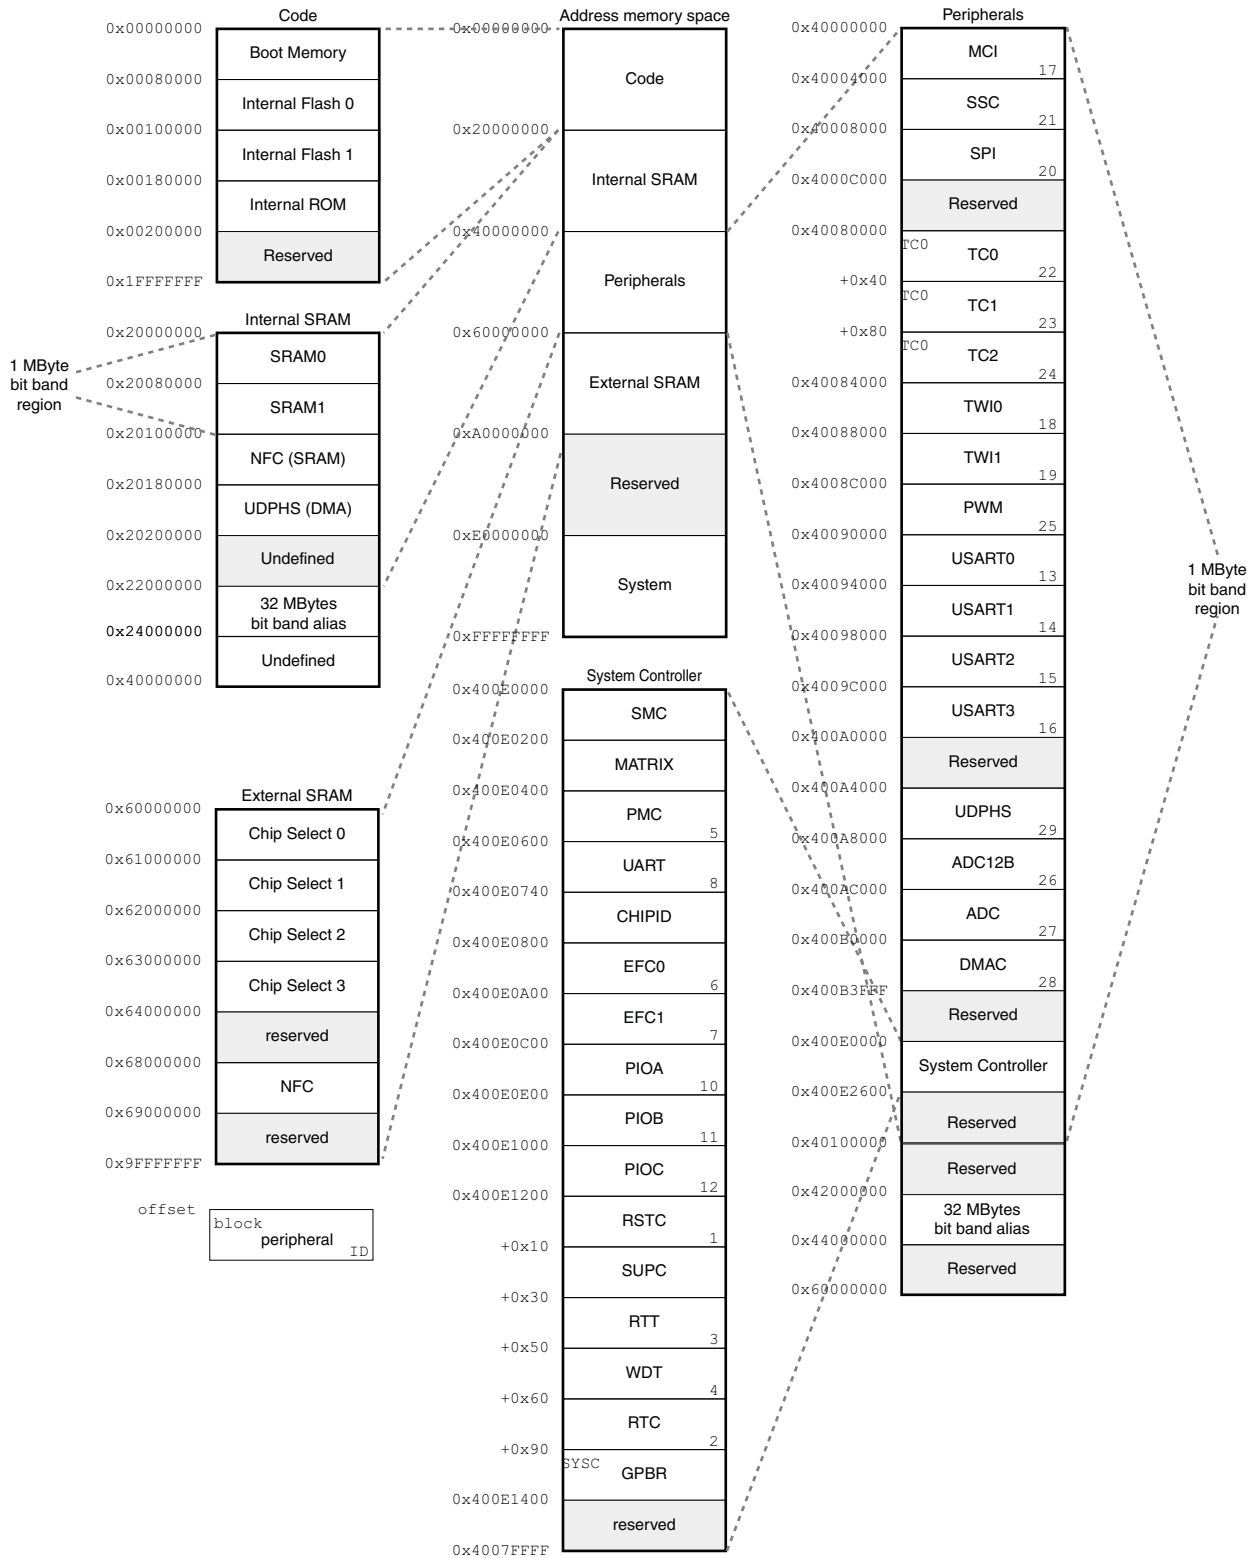 Code
0x00000000
Boot Memory
0x00080000
Internal Flash 0
0x00100000
Internal Flash 1
0x00180000
Internal ROM
0x00200000
Reserved
0x1FFFFFFF
Internal SRAM
0x20000000
SRAM0
0x20080000
SRAM1
0x20100000
NFC (SRAM)
0x20180000
UDPHS (DMA)
0x20200000
Undefined
0x22000000
32 MBytes
bit band alias
0x24000000
Undefined
0x40000000
1 MByte
bit band
region
External SRAM
0x60000000
Chip Select 0
0x61000000
Chip Select 1
0x62000000
Chip Select 2
0x63000000
Chip Select 3
0x64000000
reserved
0x68000000
NFC
0x69000000
reserved
0x9FFFFFFF
offset
block
peripheral
ID
Address memory space
0x00000000
Code
0x20000000
Internal SRAM
0x40000000
Peripherals
0x60000000
External SRAM
0xA0000000
Reserved
0xE0000000
System
0xFFFFFFFF
System Controller
0x400E0000
SMC
0x400E0200
MATRIX
0x400E0400
PMC
5
0x400E0600
UART
8
0x400E0740
CHIPID
0x400E0800
EFC0
6
0x400E0A00
EFC1
7
0x400E0C00
PIOA
10
0x400E0E00
PIOB
11
0x400E1000
PIOC
12
0x400E1200
RSTC
1
+0x10
SUPC
+0x30
RTT
3
+0x50
WDT
4
+0x60
RTC
2
+0x90
SYSC
GPBR
0x400E1400
reserved
0x4007FFFF
Peripherals
0x40000000
MCI
17
0x40004000
SSC
21
0x40008000
SPI
20
0x4000C000
Reserved
0x40080000
TC0
TC0
22
+0x40
TC0
TC1
23
+0x80
TC0
TC2
24
0x40084000
TWI0
18
0x40088000
TWI1
19
0x4008C000
PWM
25
0x40090000
USART0
13
0x40094000
USART1
14
0x40098000
USART2
15
0x4009C000
USART3
16
0x400A0000
Reserved
0x400A4000
UDPHS
29
0x400A8000
ADC12B
26
0x400AC000
ADC
27
0x400B0000
DMAC
28
0x400B3FFF
Reserved
0x400E0000
System Controller
0x400E2600
Reserved
0x40100000
Reserved
0x42000000
32 MBytes
bit band alias
0x44000000
Reserved
0x60000000
1 MByte
bit band
region